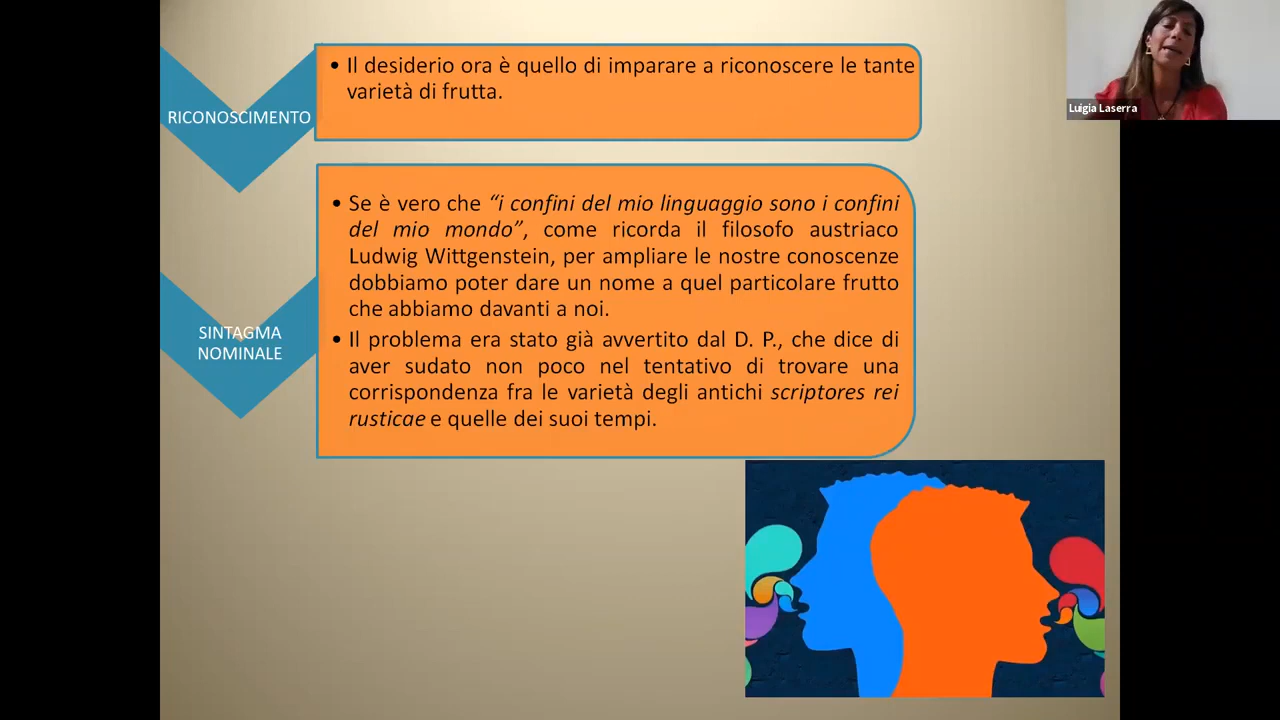 RICONOSCIMENTO
• Il desiderio ora è quello di imparare a riconoscere le tante
varietà di frutta.
SINTAGMA
NOMINALE
• Se è vero che “i confini del mio linguaggio sono i confini
del mio mondo”, come ricorda il filosofo austriaco
Ludwig Wittgenstein, per ampliare le nostre conoscenze
dobbiamo poter dare un nome a quel particolare frutto
che abbiamo davanti a noi.
• Il problema era stato già avvertito dal D. P., che dice di
aver sudato non poco nel tentativo di trovare una
corrispondenza fra le varietà degli antichi scriptores rei
rusticae e quelle dei suoi tempi.
Luigia Laserra